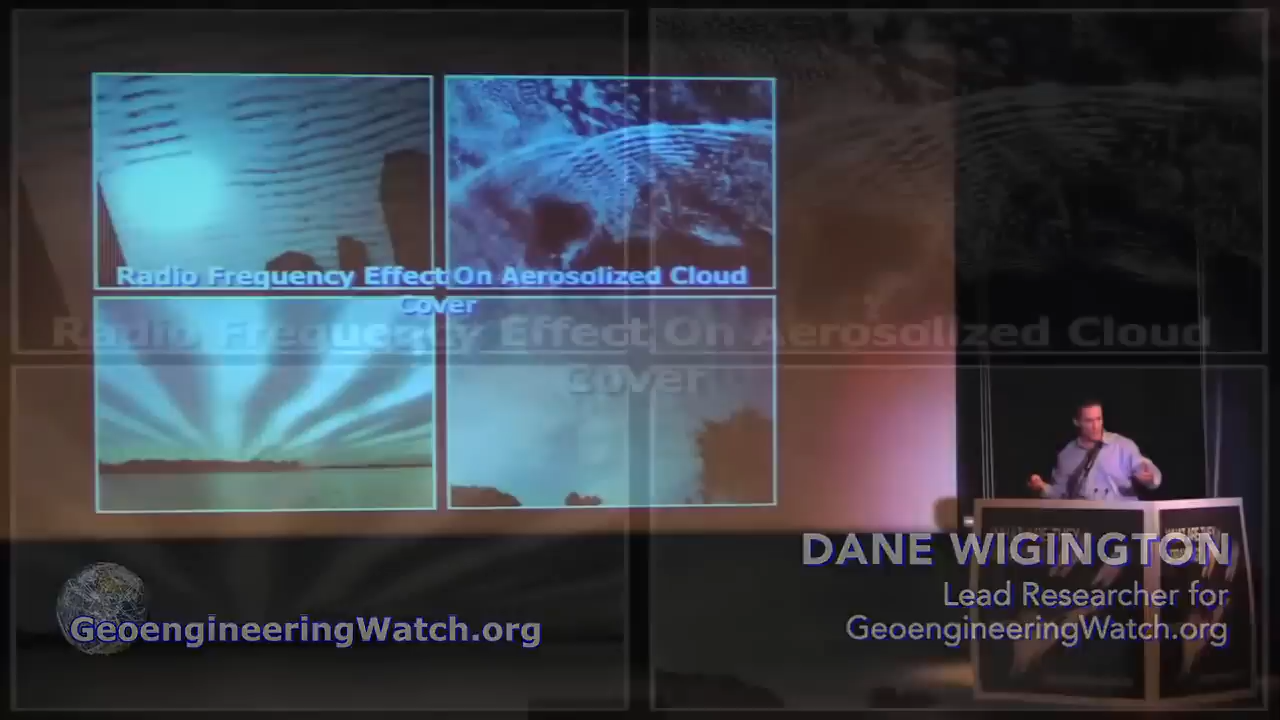 Radio Frequency Effect On Aerosolized Cloud
Cover
Radio Frequency Effect On Aerosolized Cloud
Cover
DANE WIGINGTON
Lead Researcher for
GeoengineeringWatch.org
GeoengineeringWatch.org